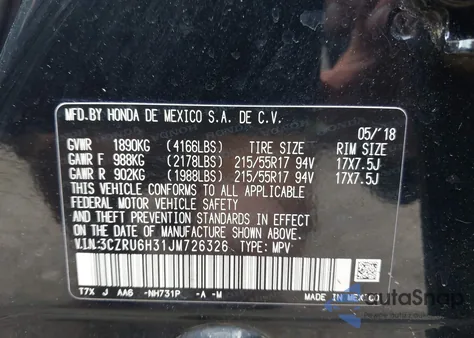 MFD.BY HONDA DE MEXICO S.A. DE C.V.
05/'18
GVWR 1890KG (4166LBS) TIRE SIZE RIM SIZE
GAWR F 988KG (2178LBS) 215/55R17 94V 17X7.5J
GAWR R 902KG (1988LBS) 215/55R17 94V 17X7.5J
THIS VEHICLE CONFORMS TO ALL APPLICABLE
FEDERAL MOTOR VEHICLE SAFETY AND
THEFT PREVENTION STANDARDS IN EFFECT
ON THE DATE OF MANUFACTURE SHOWN ABOVE.
V.I.N:3CZRU6H31JM726326 TYPE: MPV
T7X J AA6 -NH731P -A -M
MADE IN MEXICO
autoSnap